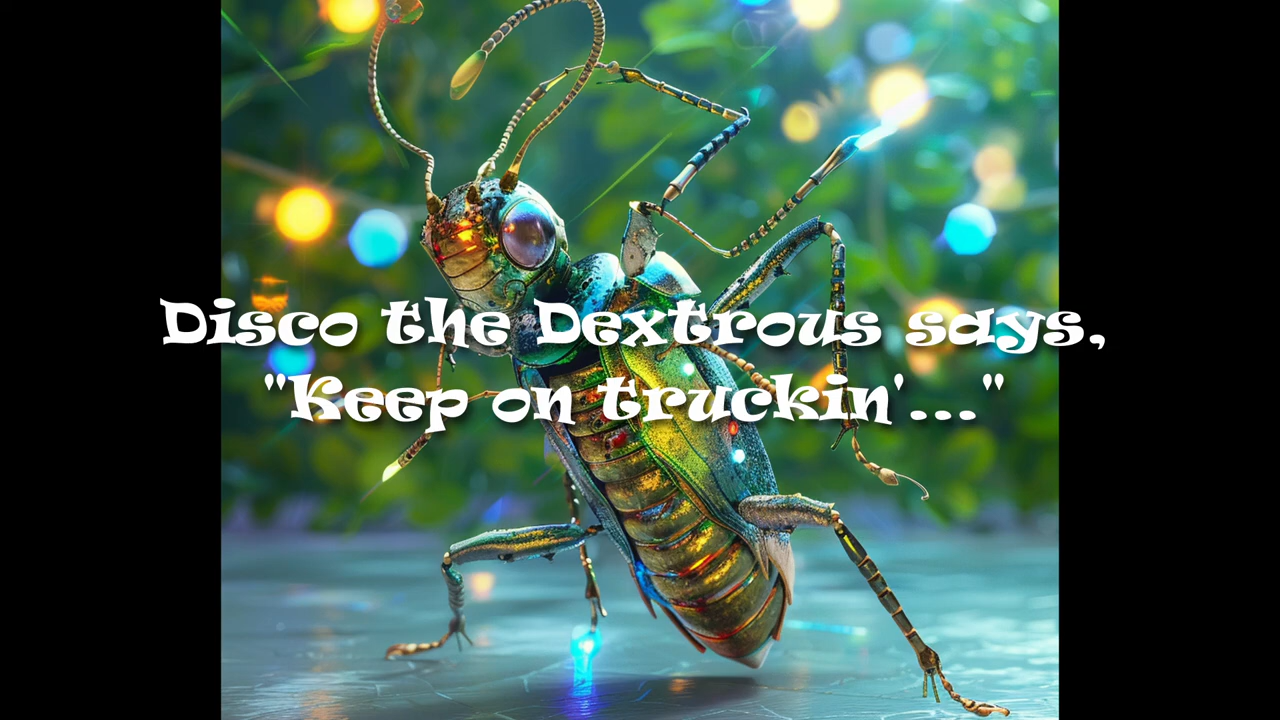 Disco the Dextrous says,
"Keep on truckin'..."